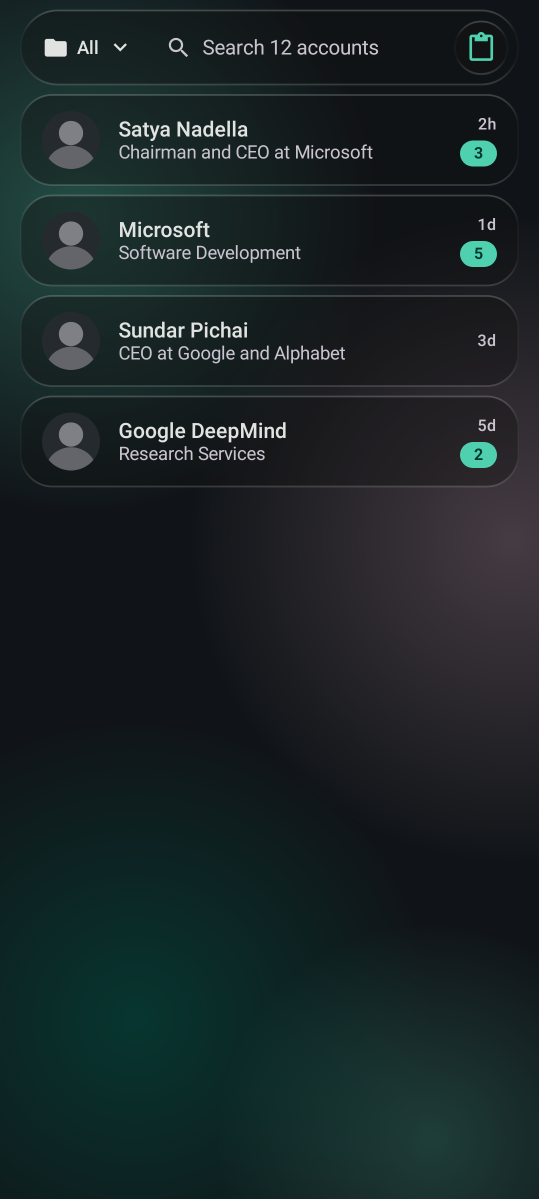 All
Search 12 accounts
Satya Nadella
2h
Chairman and CEO at Microsoft
3
Microsoft
1d
Software Development
5
Sundar Pichai
3d
CEO at Google and Alphabet
Google DeepMind
5d
Research Services
2